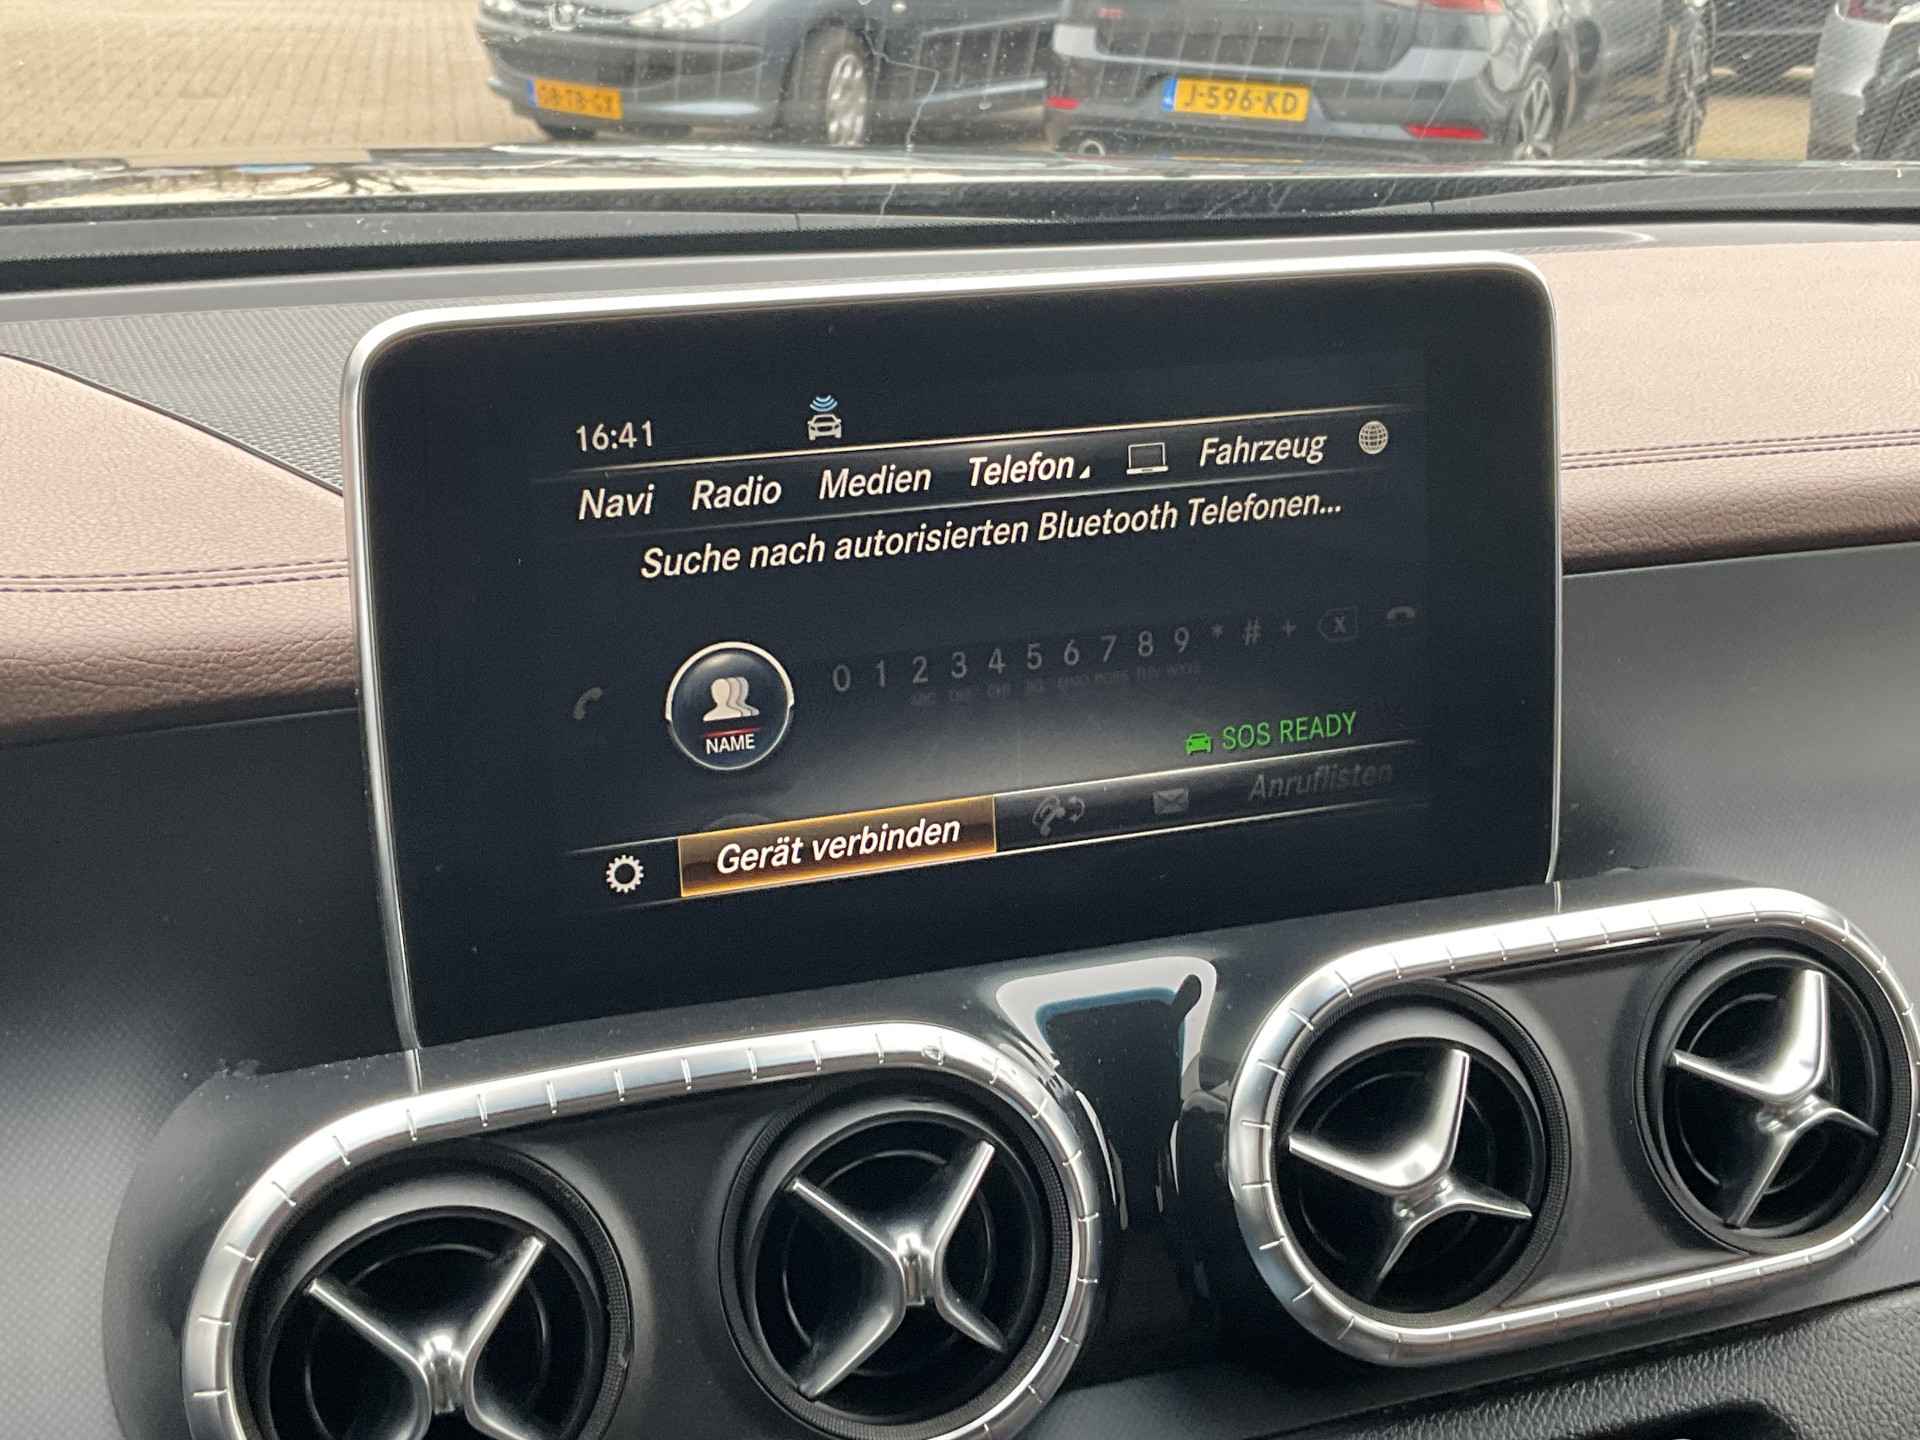 J-596-KD
16:41
Navi Radio Medien Telefon Fahrzeug
Suche nach autorisierten Bluetooth Telefonen...
0 1 2 3 4 5 6 7 8 9 * # +
NAME
SOS READY
Gerät verbinden Anruflisten